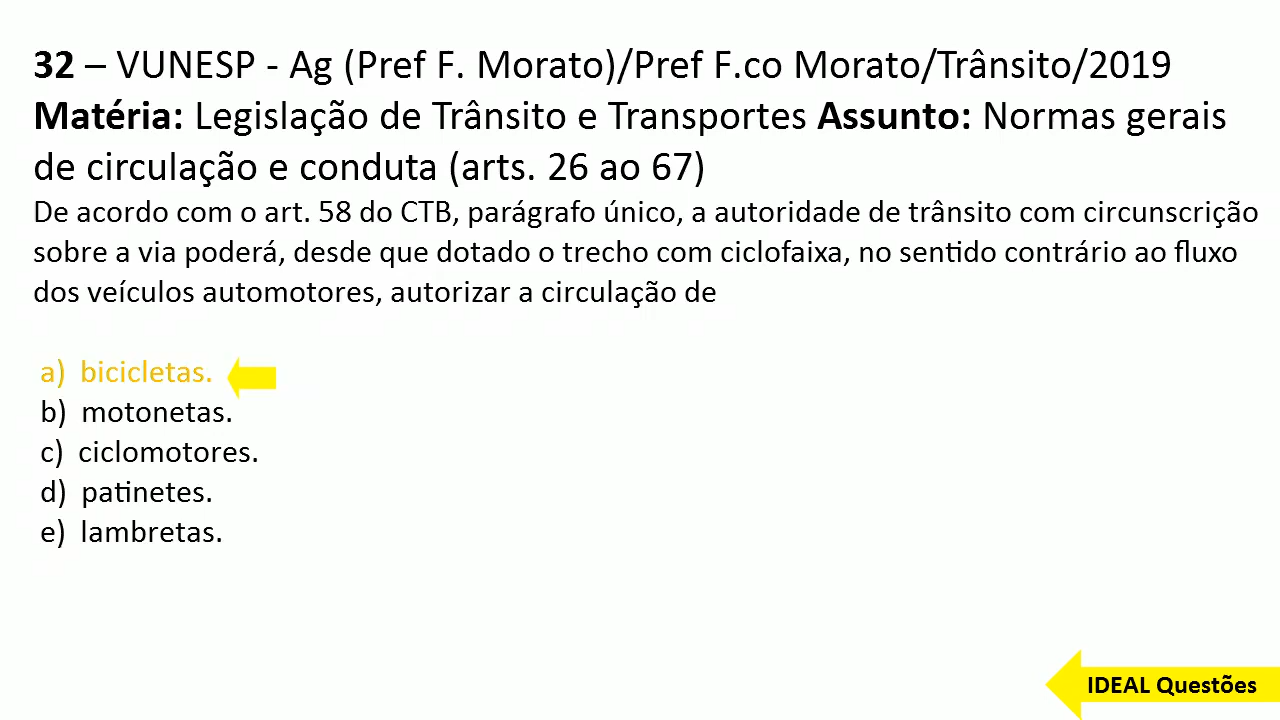 32 – VUNESP - Ag (Pref F. Morato)/Pref F.co Morato/Trânsito/2019
Matéria: Legislação de Trânsito e Transportes Assunto: Normas gerais
de circulação e conduta (arts. 26 ao 67)
De acordo com o art. 58 do CTB, parágrafo único, a autoridade de trânsito com circunscrição
sobre a via poderá, desde que dotado o trecho com ciclofaixa, no sentido contrário ao fluxo
dos veículos automotores, autorizar a circulação de
a) bicicletas.
b) motonetas.
c) ciclomotores.
d) patinetes.
e) lambretas.
IDEAL Questões